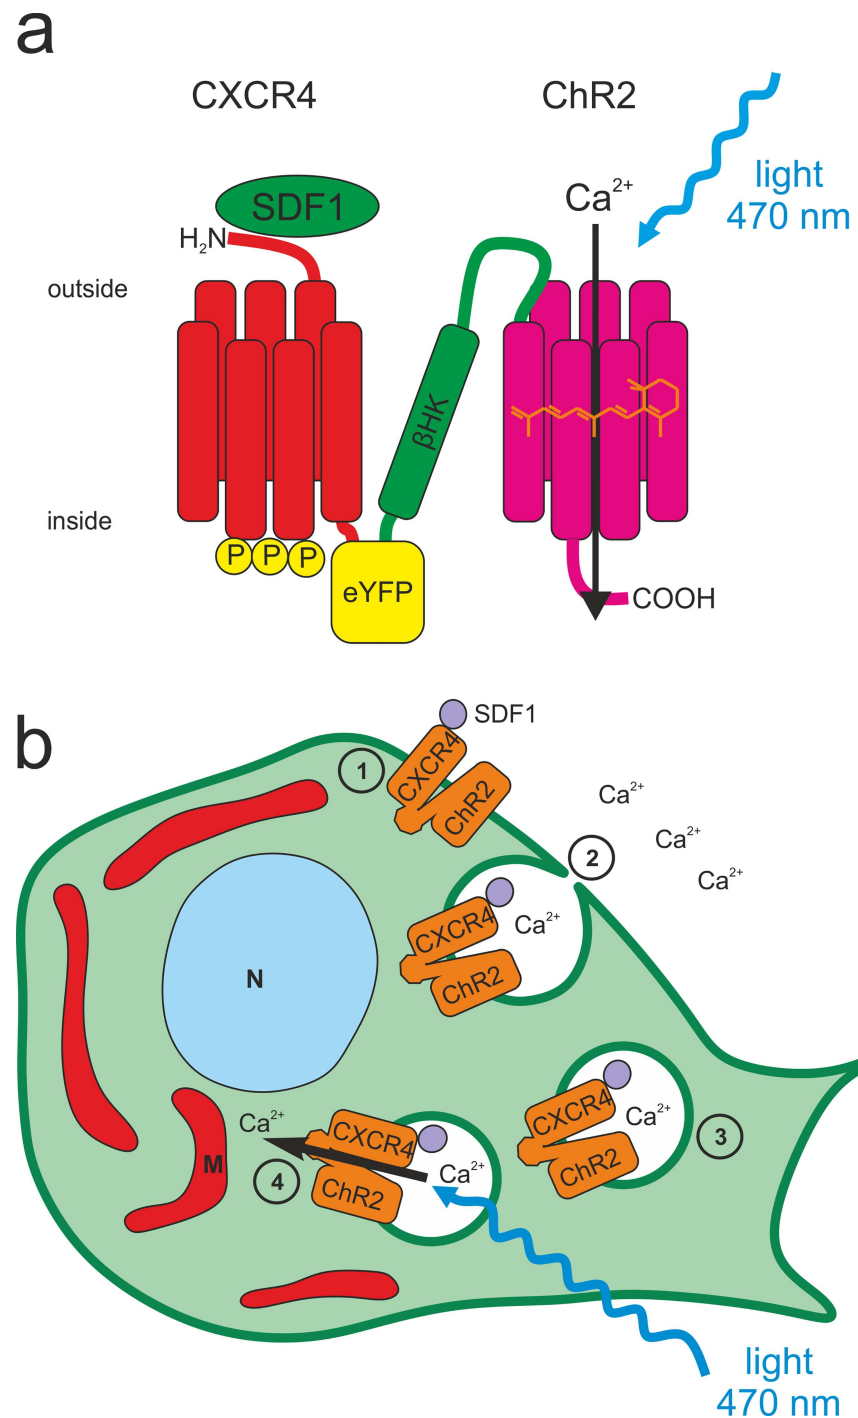 a
CXCR4
ChR2
light
470 nm
Ca²⁺
SDF1
H₂N
outside
βHK
inside
P P P
eYFP
COOH
b
SDF1
1
CXCR4
ChR2
Ca²⁺
2
Ca²⁺
Ca²⁺
CXCR4
Ca²⁺
ChR2
N
CXCR4
Ca²⁺
ChR2
3
Ca²⁺
CXCR4
M
Ca²⁺
4
ChR2
light
470 nm